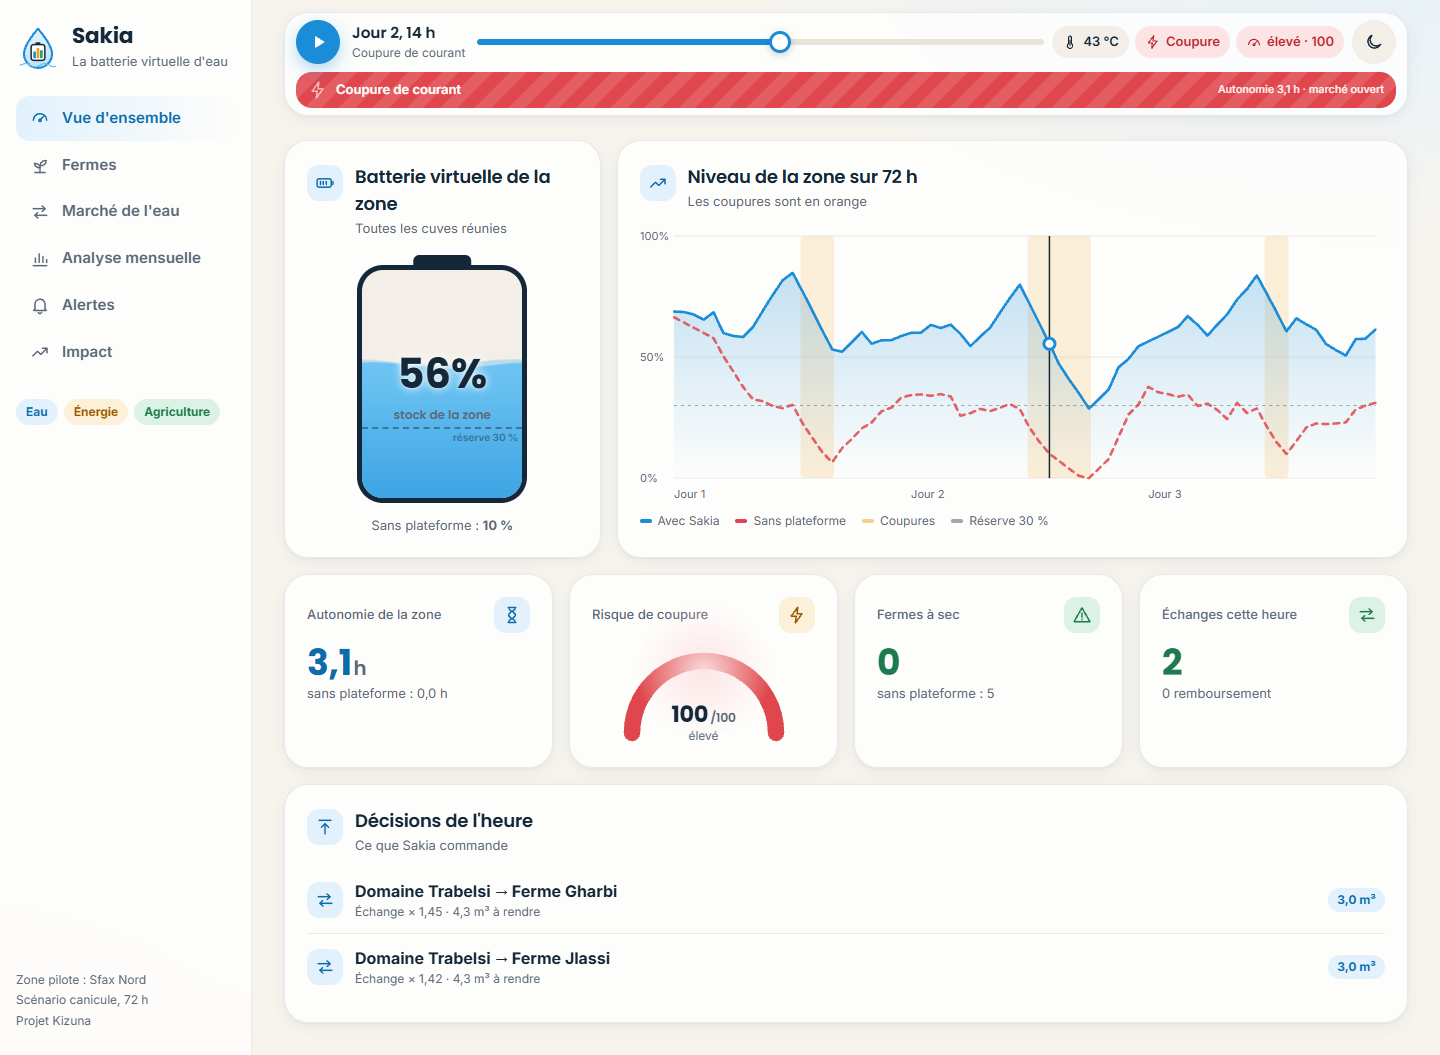 Sakia
La batterie virtuelle d'eau
Vue d'ensemble
Fermes
Marché de l'eau
Analyse mensuelle
Alertes
Impact
Eau
Énergie
Agriculture
Zone pilote : Sfax Nord
Scénario canicule, 72 h
Projet Kizuna
Jour 2, 14 h
Coupure de courant
43 °C
Coupure
élevé · 100
Coupure de courant
Autonomie 3,1 h · marché ouvert
Batterie virtuelle de la
zone
Toutes les cuves réunies
56%
stock de la zone
réserve 30 %
Sans plateforme : 10 %
Niveau de la zone sur 72 h
Les coupures sont en orange
100%
50%
0%
Jour 1
Jour 2
Jour 3
Avec Sakia
Sans plateforme
Coupures
Réserve 30 %
Autonomie de la zone
3,1 h
sans plateforme : 0,0 h
Risque de coupure
100 /100
élevé
Fermes à sec
0
sans plateforme : 5
Échanges cette heure
2
0 remboursement
Décisions de l'heure
Ce que Sakia commande
Domaine Trabelsi → Ferme Gharbi
Échange × 1,45 · 4,3 m³ à rendre
3,0 m³
Domaine Trabelsi → Ferme Jlassi
Échange × 1,42 · 4,3 m³ à rendre
3,0 m³